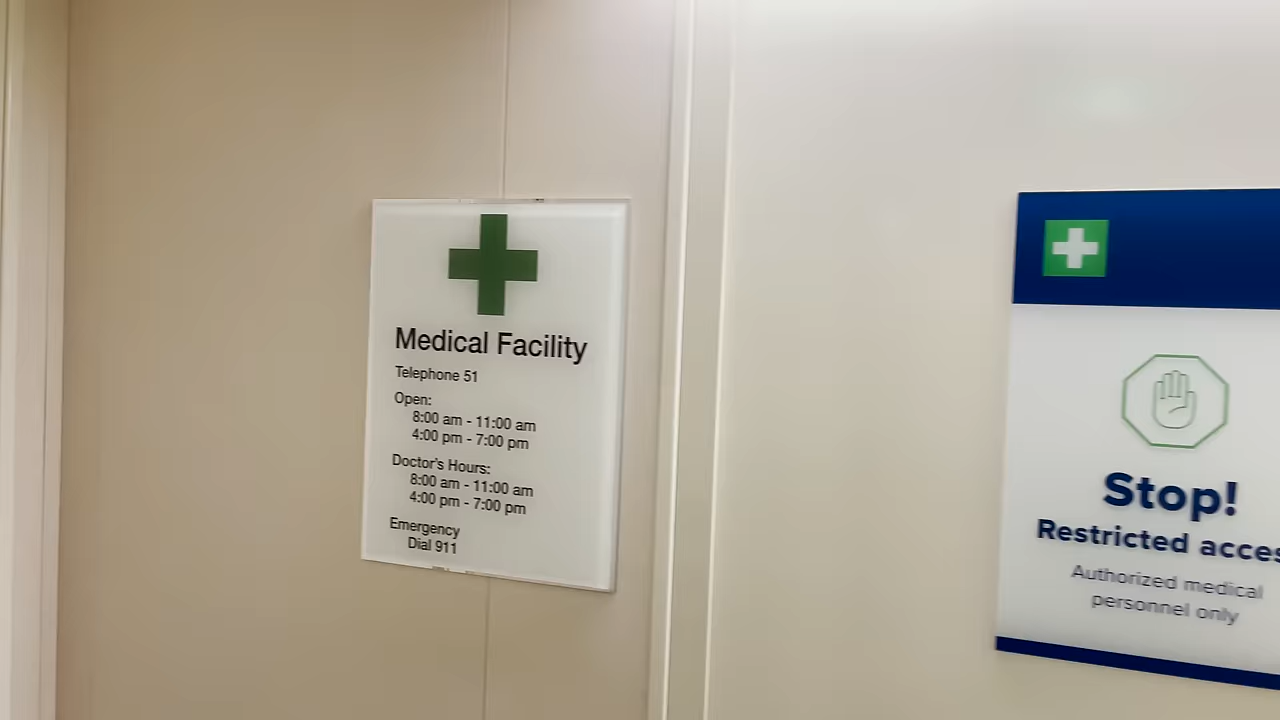 Medical Facility
Telephone 51
Open:
8:00 am - 11:00 am
4:00 pm - 7:00 pm
Doctor's Hours:
8:00 am - 11:00 am
4:00 pm - 7:00 pm
Emergency
Dial 911
Stop!
Restricted
Authorized medical
personnel only